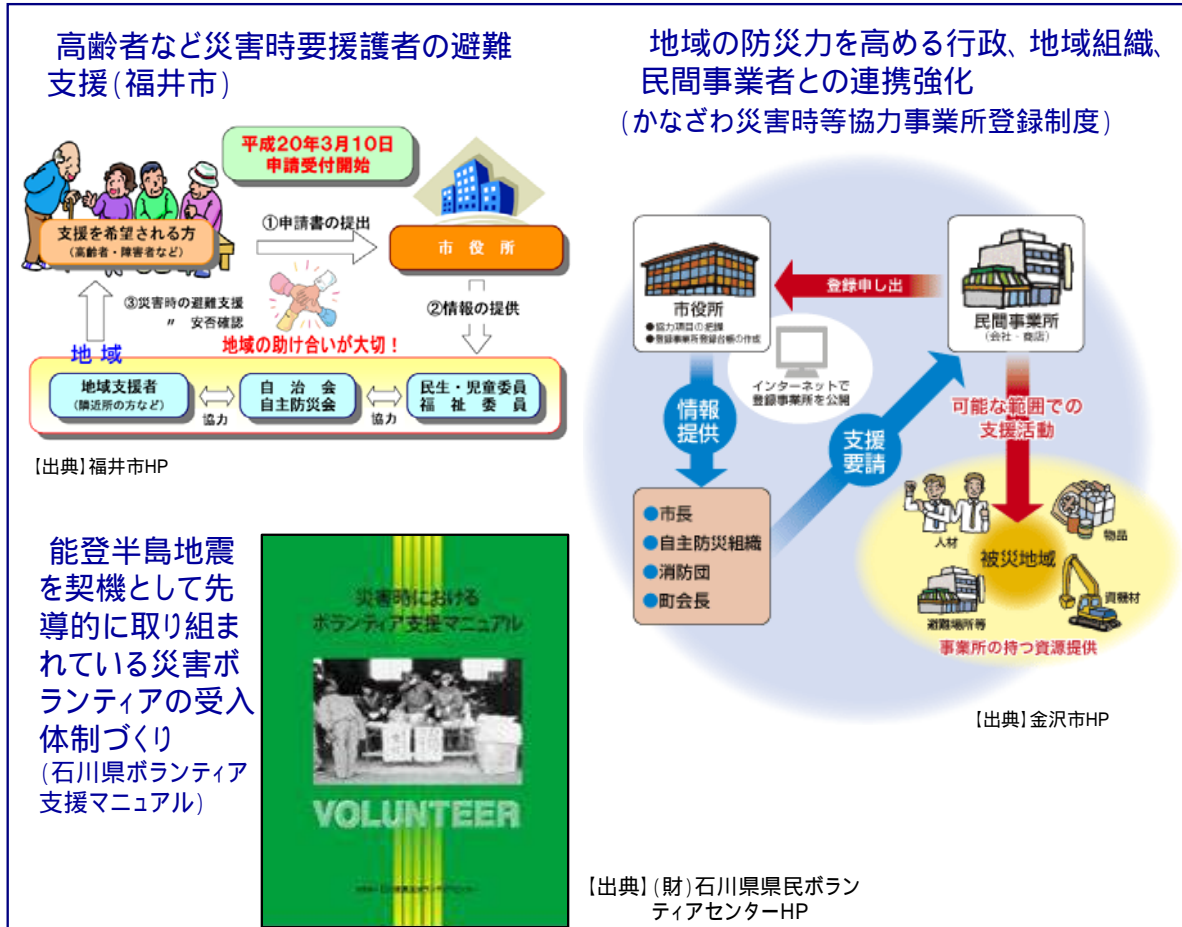 高齢者など災害時要援護者の避難
支援(福井市)
平成20年3月10日
申請受付開始
支援を希望される方
(高齢者・障害者など)
①申請書の提出
市役所
③災害時の避難支援
〃 安否確認
②情報の提供
地域の助け合いが大切！
地域
地域支援者
(隣近所の方など)
協力
自治会
自主防災会
協力
民生・児童委員
福祉委員
【出典】福井市HP
能登半島地震
を契機として先
導的に取り組ま
れている災害ボ
ランティアの受入
体制づくり
(石川県ボランティア
支援マニュアル)
災害時における
ボランティア支援マニュアル
VOLUNTEER
【出典】(財)石川県県民ボラン
ティアセンターHP
地域の防災力を高める行政、地域組織、
民間事業者との連携強化
(かなざわ災害時等協力事業所登録制度)
市役所
●協力項目の把握
●登録事業所登録台帳の作成
登録申し出
民間事業所
(会社・商店)
インターネットで
登録事業所を公開
情報
提供
支援
要請
可能な範囲での
支援活動
●市長
●自主防災組織
●消防団
●町会長
人材
物品
被災地域
避難場所等
資機材
事業所の持つ資源提供
【出典】金沢市HP